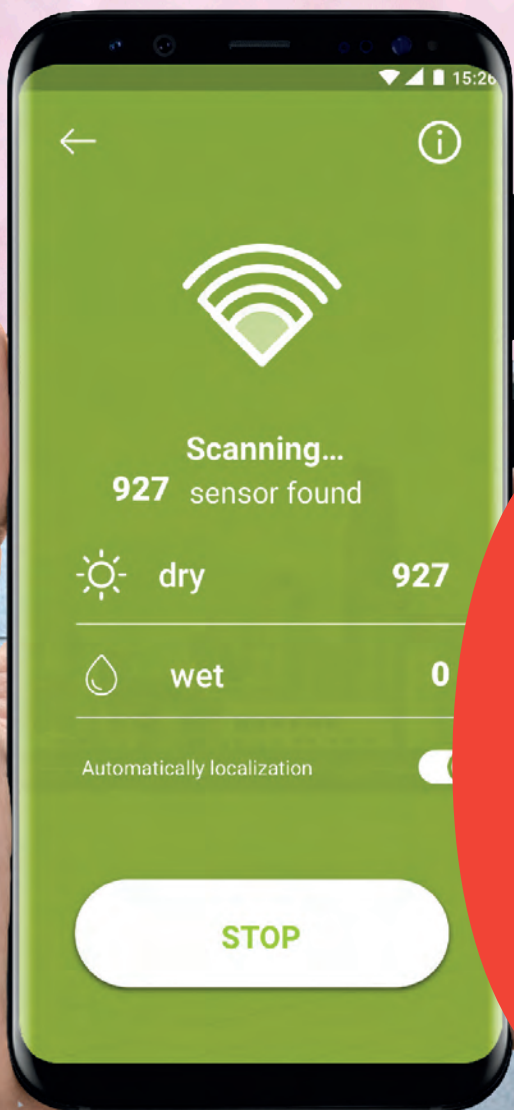 15:26
Scanning...
927 sensor found
dry 927
wet 0
Automatically localization
STOP